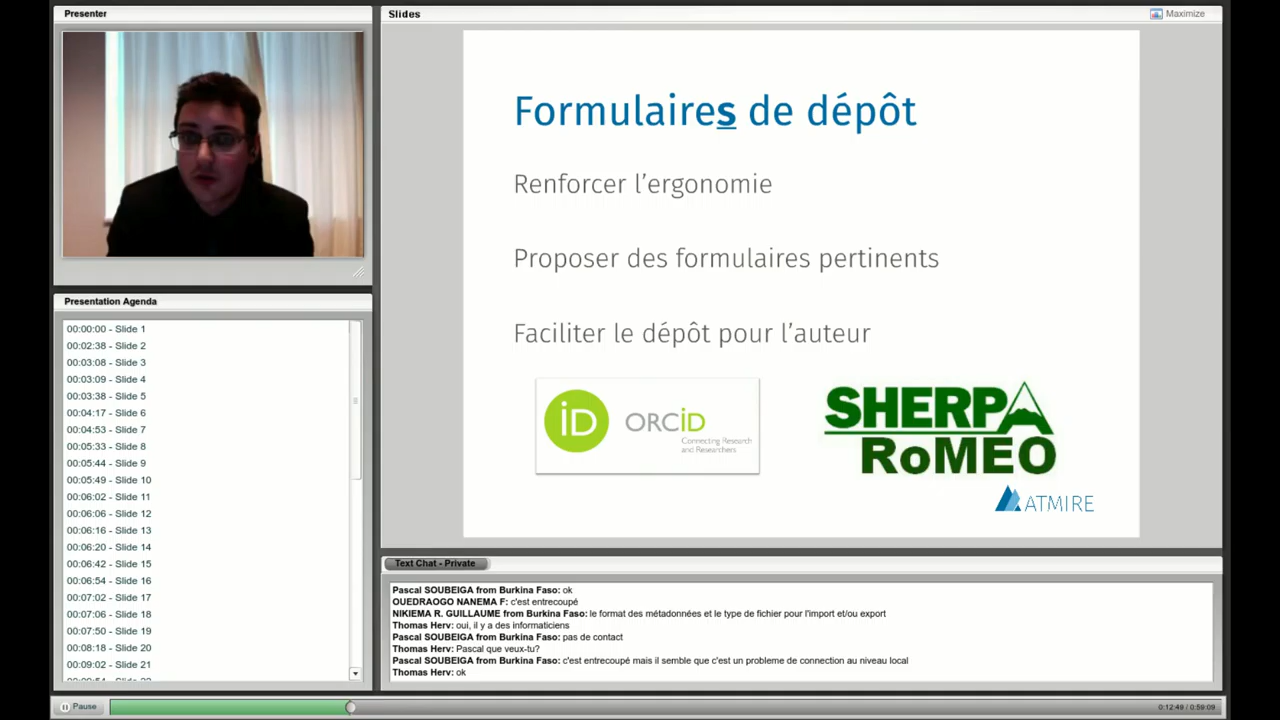 Presenter
Slides
Maximize
Formulaires de dépôt
Renforcer l'ergonomie
Proposer des formulaires pertinents
Faciliter le dépôt pour l'auteur
iD ORCiD
Connecting Research
and Researchers
SHERPA
RoMEO
ATMIRE
Presentation Agenda
00:00:00 - Slide 1
00:02:38 - Slide 2
00:03:08 - Slide 3
00:03:09 - Slide 4
00:03:38 - Slide 5
00:04:17 - Slide 6
00:04:53 - Slide 7
00:05:33 - Slide 8
00:05:44 - Slide 9
00:05:49 - Slide 10
00:06:02 - Slide 11
00:06:06 - Slide 12
00:06:16 - Slide 13
00:06:20 - Slide 14
00:06:42 - Slide 15
00:06:54 - Slide 16
00:07:02 - Slide 17
00:07:06 - Slide 18
00:07:50 - Slide 19
00:08:18 - Slide 20
00:09:02 - Slide 21
Text Chat - Private
Pascal SOUBEIGA from Burkina Faso: ok
OUEDRAOGO NANEMA F: c'est entrecoupé
NIKIEMA R. GUILLAUME from Burkina Faso: le format des métadonnées et le type de fichier pour l'import et/ou export
Thomas Herv: oui, il y a des informaticiens
Pascal SOUBEIGA from Burkina Faso: pas de contact
Thomas Herv: Pascal que veux-tu?
Pascal SOUBEIGA from Burkina Faso: c'est entrecoupé mais il semble que c'est un probleme de connection au niveau local
Thomas Herv: ok
Pause
0:12:49 / 0:59:09